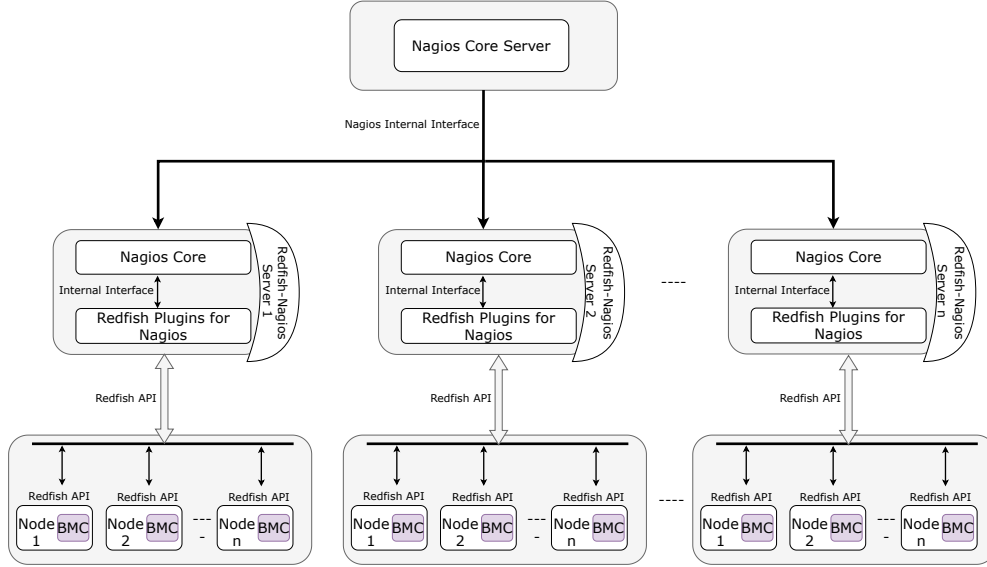 Nagios Core Server
Nagios Internal Interface
Nagios Core
Internal Interface
Redfish Plugins for
Nagios
Redfish-Nagios
Server 1
Nagios Core
Internal Interface
Redfish Plugins for
Nagios
Redfish-Nagios
Server 2
----
Nagios Core
Internal Interface
Redfish Plugins for
Nagios
Redfish-Nagios
Server n
Redfish API
Redfish API
Redfish API
Redfish API
Redfish API
Redfish API
Node
1
BMC
Node
2
BMC
---
-
Node
n
BMC
Redfish API
Redfish API
Redfish API
Node
1
BMC
Node
2
BMC
---
-
Node
n
BMC
----
Redfish API
Redfish API
Redfish API
Node
1
BMC
Node
2
BMC
---
-
Node
n
BMC